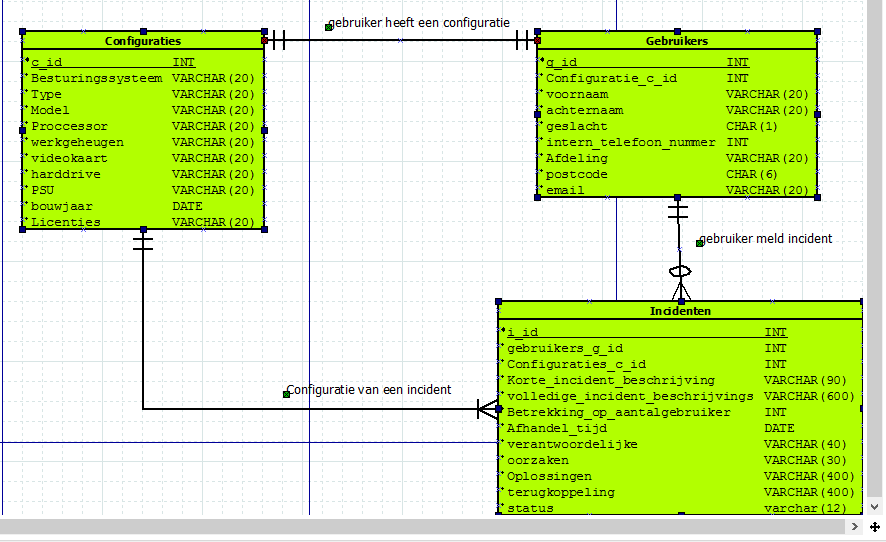 gebruiker heeft een configuratie
Configuraties
c_id INT
Besturingssysteem VARCHAR(20)
Type VARCHAR(20)
Model VARCHAR(20)
Proccessor VARCHAR(20)
werkgeheugen VARCHAR(20)
videokaart VARCHAR(20)
harddrive VARCHAR(20)
PSU VARCHAR(20)
bouwjaar DATE
Licenties VARCHAR(20)
Gebruikers
g_id INT
Configuratie_c_id INT
voornaam VARCHAR(20)
achternaam VARCHAR(20)
geslacht CHAR(1)
intern_telefoon_nummer INT
Afdeling VARCHAR(20)
postcode CHAR(6)
email VARCHAR(20)
gebruiker meld incident
Configuratie van een incident
Incidenten
i_id INT
gebruikers_g_id INT
Configuraties_c_id INT
Korte_incident_beschrijving VARCHAR(90)
volledige_incident_beschrijvings VARCHAR(600)
Betrekking_op_aantalgebruiker INT
Afhandel_tijd DATE
verantwoordelijke VARCHAR(40)
oorzaken VARCHAR(30)
Oplossingen VARCHAR(400)
terugkoppeling VARCHAR(400)
status varchar(12)